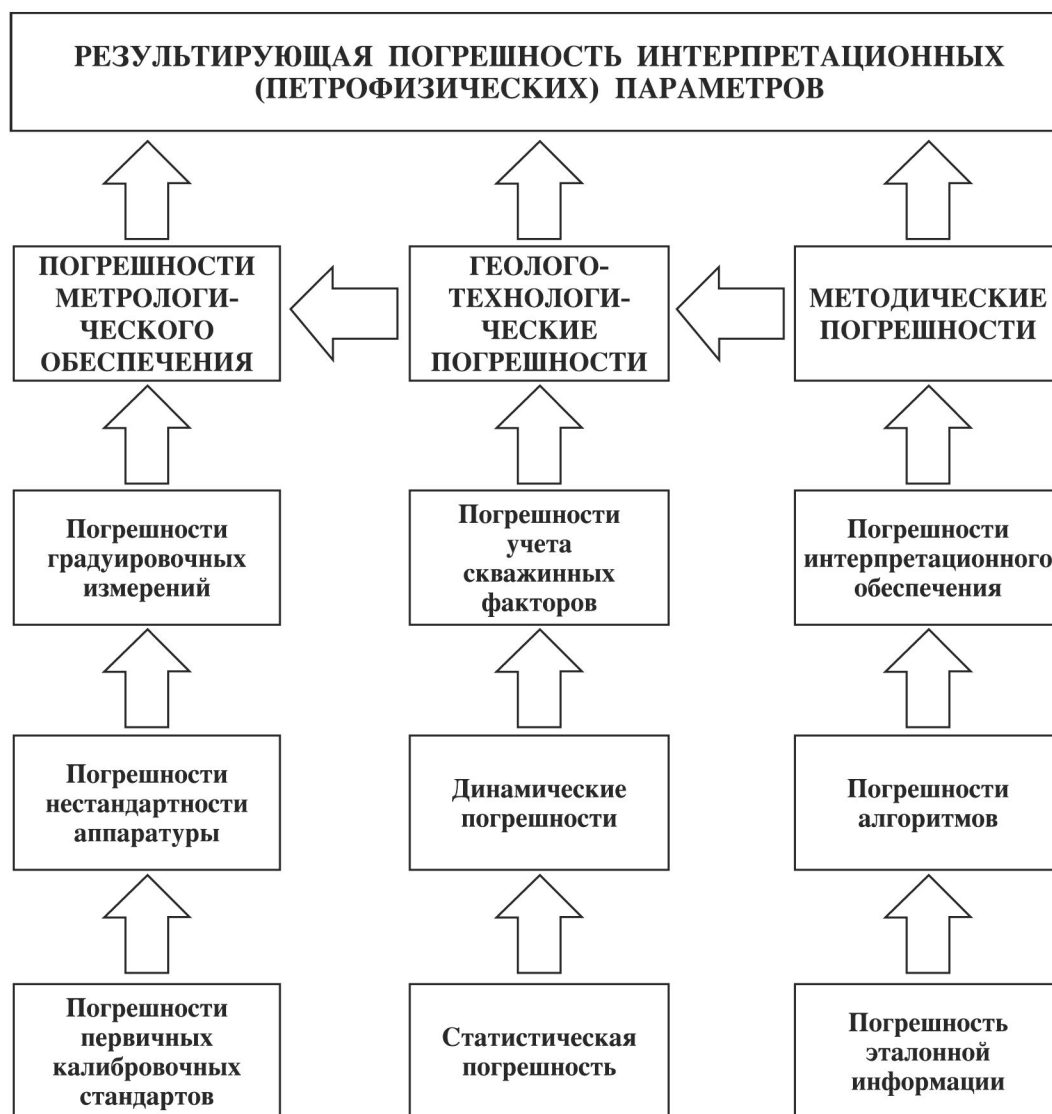 РЕЗУЛЬТИРУЮЩАЯ ПОГРЕШНОСТЬ ИНТЕРПРЕТАЦИОННЫХ
(ПЕТРОФИЗИЧЕСКИХ) ПАРАМЕТРОВ
ПОГРЕШНОСТИ
МЕТРОЛОГИ-
ЧЕСКОГО
ОБЕСПЕЧЕНИЯ
ГЕОЛОГО-
ТЕХНОЛОГИ-
ЧЕСКИЕ
ПОГРЕШНОСТИ
МЕТОДИЧЕСКИЕ
ПОГРЕШНОСТИ
Погрешности
градуировочных
измерений
Погрешности
учета
скважинных
факторов
Погрешности
интерпретационного
обеспечения
Погрешности
нестандартности
аппаратуры
Динамические
погрешности
Погрешности
алгоритмов
Погрешности
первичных
калибровочных
стандартов
Статистическая
погрешность
Погрешность
эталонной
информации